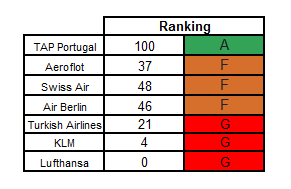 Ranking
TAP Portugal 100 A
Aeroflot 37 F
Swiss Air 48 F
Air Berlin 46 F
Turkish Airlines 21 G
KLM 4 G
Lufthansa 0 G